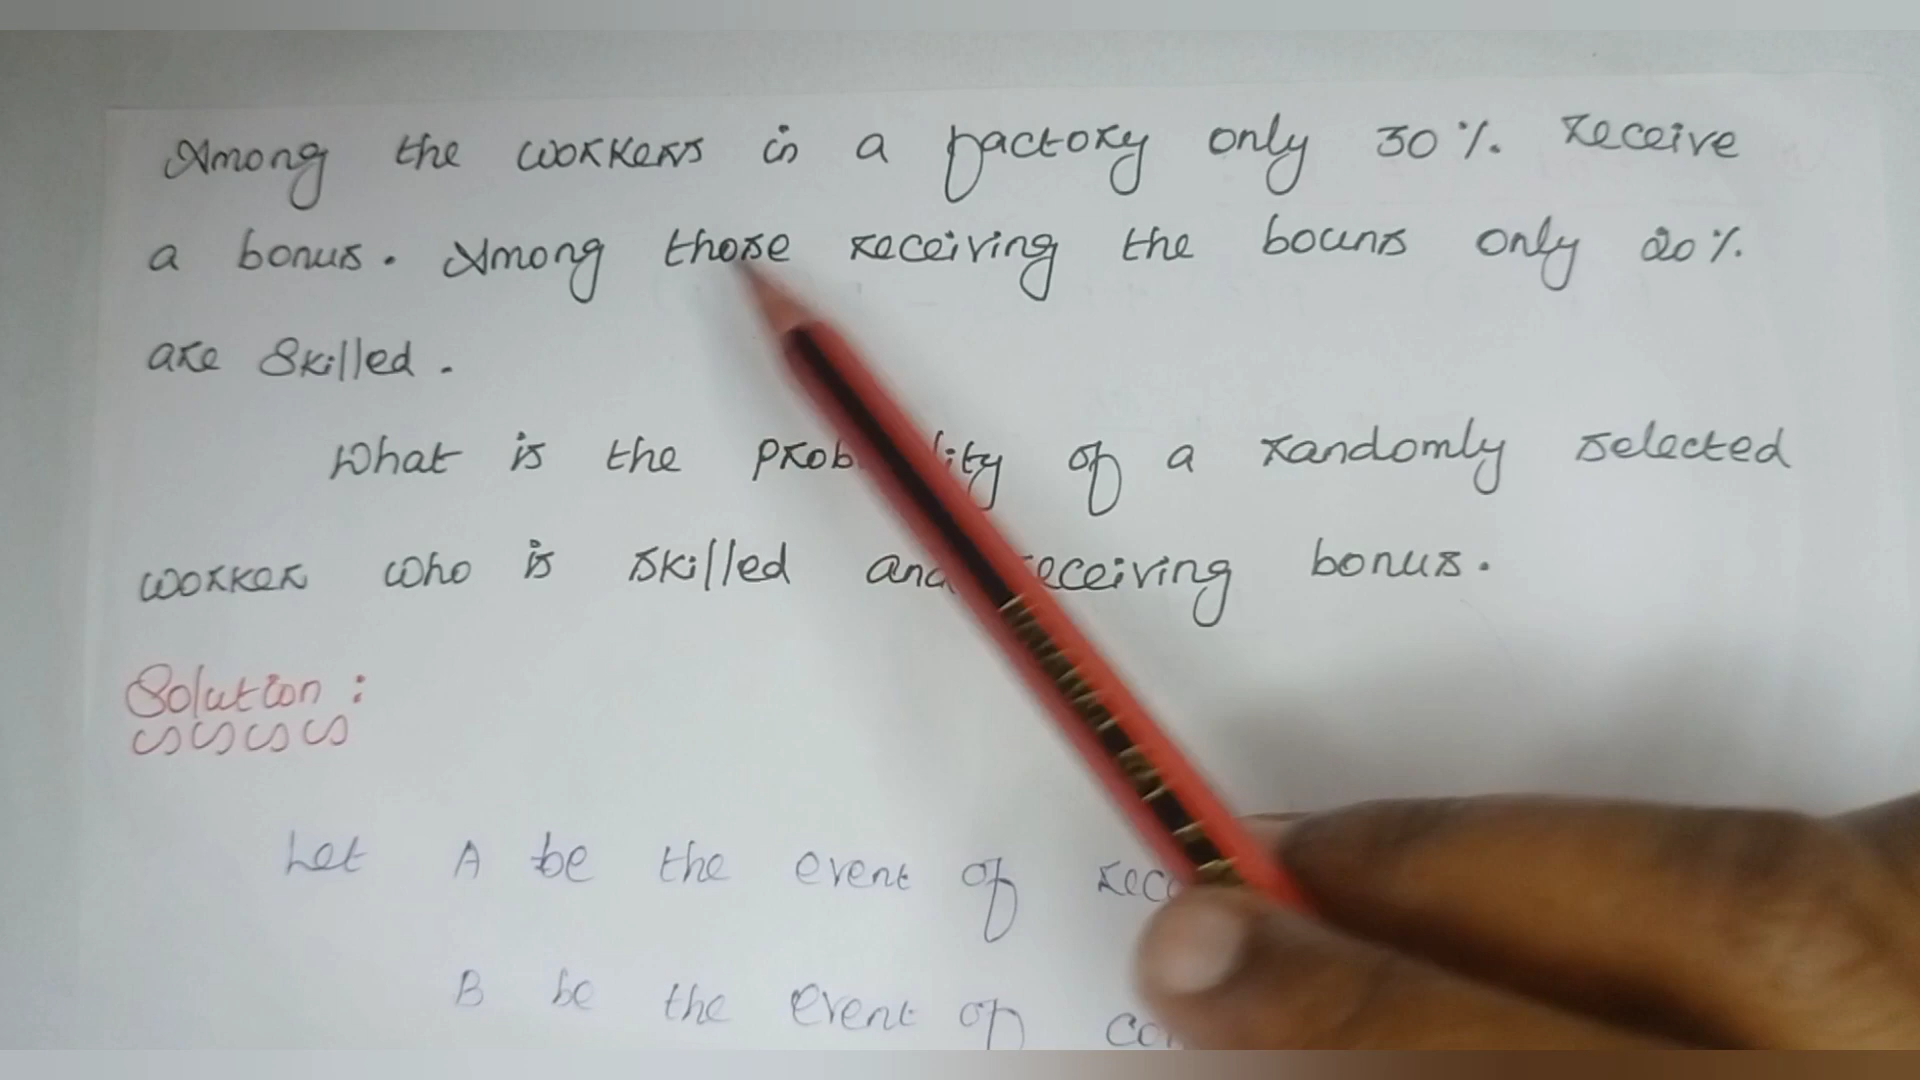 Among the workers in a factory only 30%. receive
a bonus. Among those receiving the bouns only 20%.
are skilled.
What is the of a randomly selected
worker who is skilled bonus.
Solution :
Let A be the event of
B be the event of